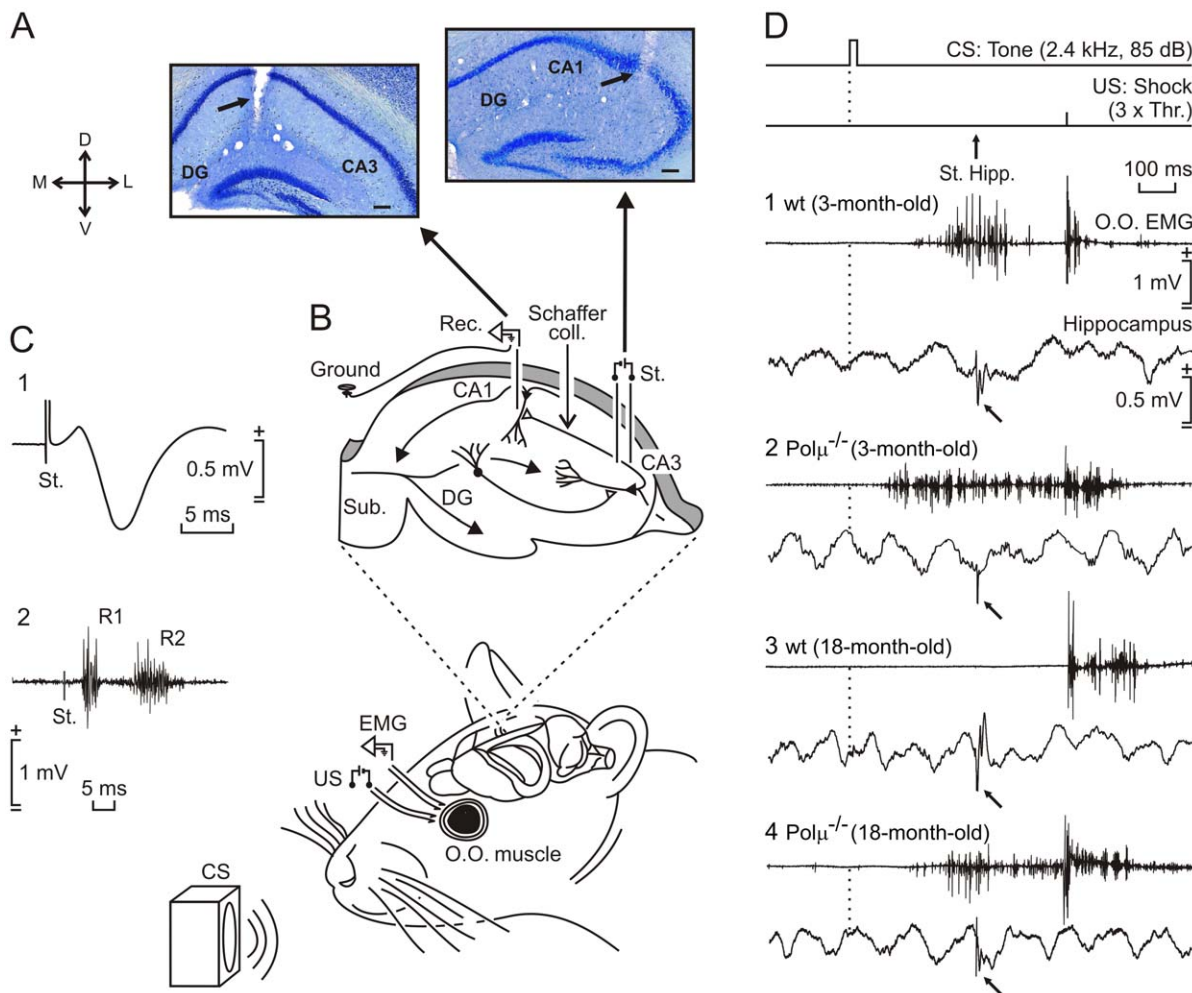 A
CA1
DG
CA3
DG
D
M
L
V
B
Rec.
Schaffer
coll.
Ground
St.
CA1
CA3
DG
Sub.
C
1
St.
+
0.5 mV
=
5 ms
2
R1
R2
St.
+
1 mV
=
5 ms
EMG
US
O.O. muscle
CS
D
CS: Tone (2.4 kHz, 85 dB)
US: Shock
(3 x Thr.)
St. Hipp.
100 ms
1 wt (3-month-old)
O.O. EMG
+
1 mV
=
Hippocampus
+
0.5 mV
=
2 Polµ-/- (3-month-old)
3 wt (18-month-old)
4 Polµ-/- (18-month-old)